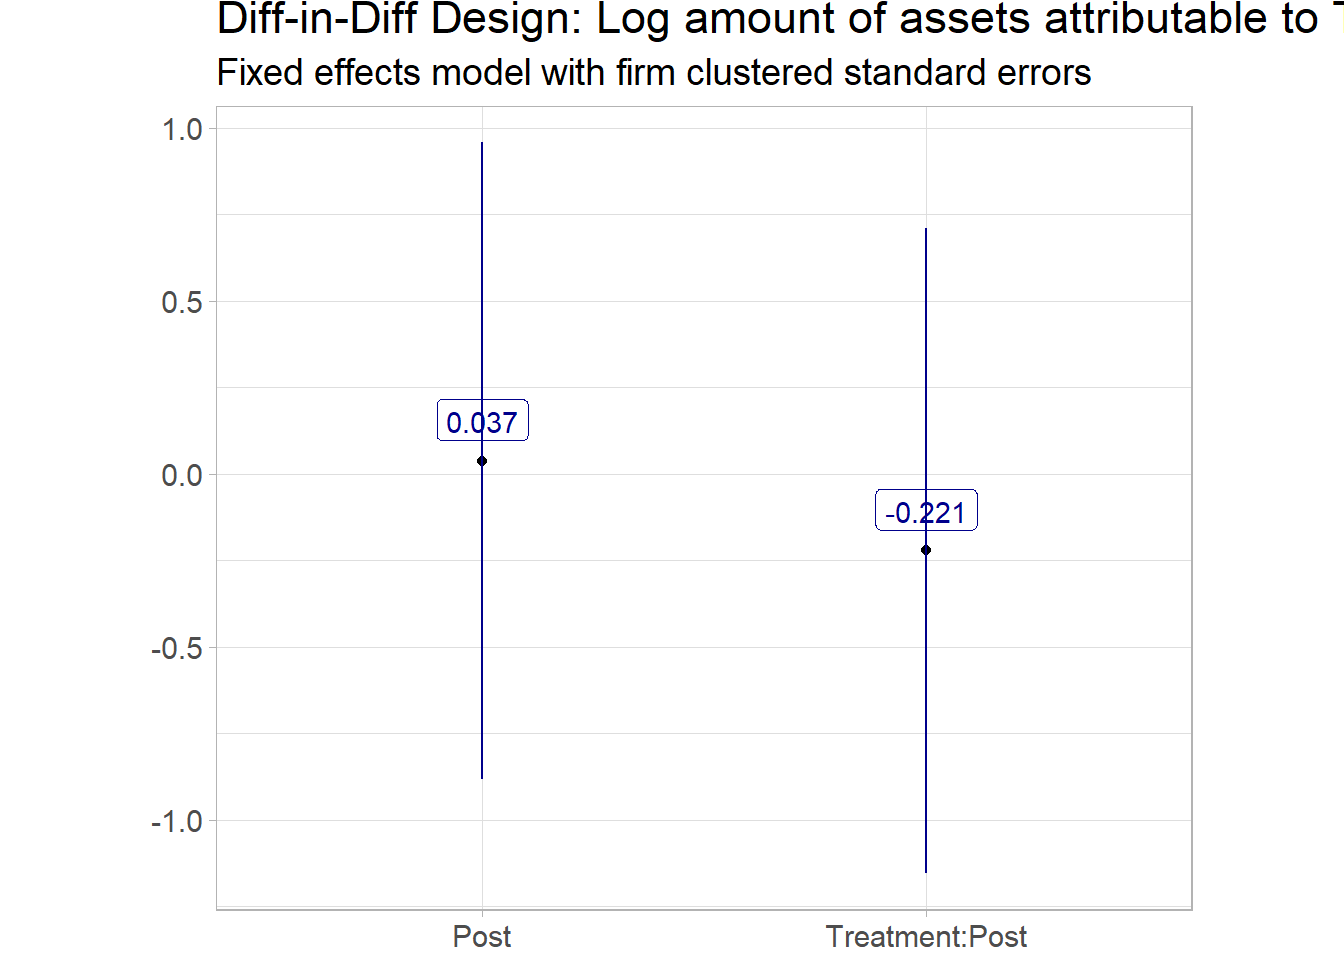 Diff-in-Diff Design: Log amount of assets attributable to
Fixed effects model with firm clustered standard errors
1.0
0.5
0.037
0.0
-0.221
-0.5
-1.0
Post
Treatment:Post